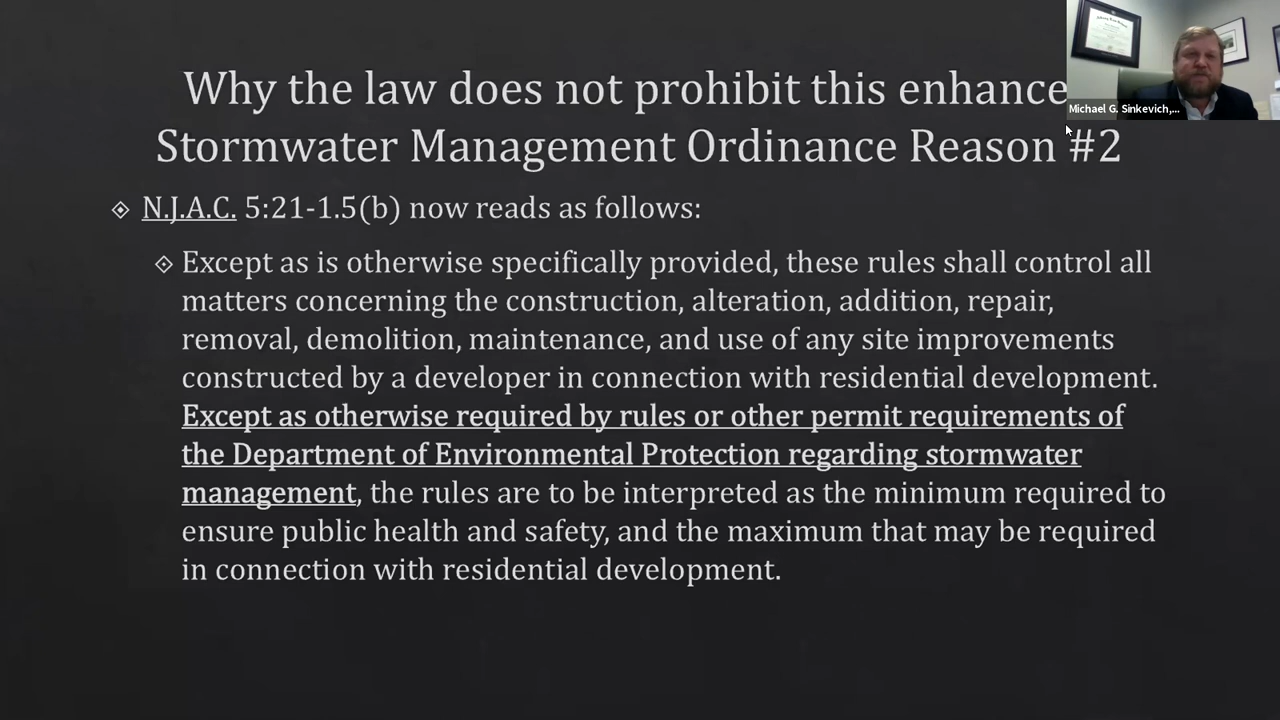 Why the law does not prohibit this enhance
Stormwater Management Ordinance Reason #2
N.J.A.C. 5:21-1.5(b) now reads as follows:
Except as is otherwise specifically provided, these rules shall control all
matters concerning the construction, alteration, addition, repair,
removal, demolition, maintenance, and use of any site improvements
constructed by a developer in connection with residential development.
Except as otherwise required by rules or other permit requirements of
the Department of Environmental Protection regarding stormwater
management, the rules are to be interpreted as the minimum required to
ensure public health and safety, and the maximum that may be required
in connection with residential development.
Michael G. Sinkevich,...